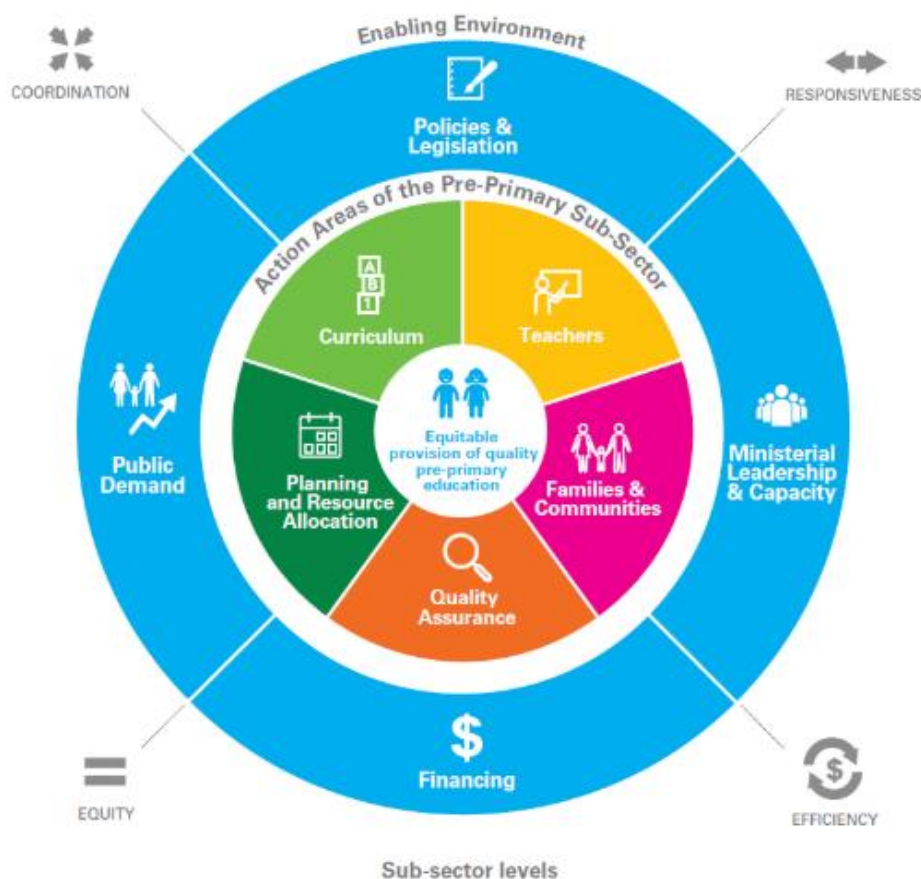 Enabling Environment
COORDINATION
RESPONSIVENESS
Policies &
Legislation
Action Areas of the Pre-Primary Sub-Sector
A
B
1
Curriculum
Teachers
Public
Demand
Equitable
provision of quality
pre-primary
education
Ministerial
Leadership
& Capacity
Planning
and Resource
Allocation
Families &
Communities
Quality
Assurance
$
Financing
EQUITY
$
EFFICIENCY
Sub-sector levels